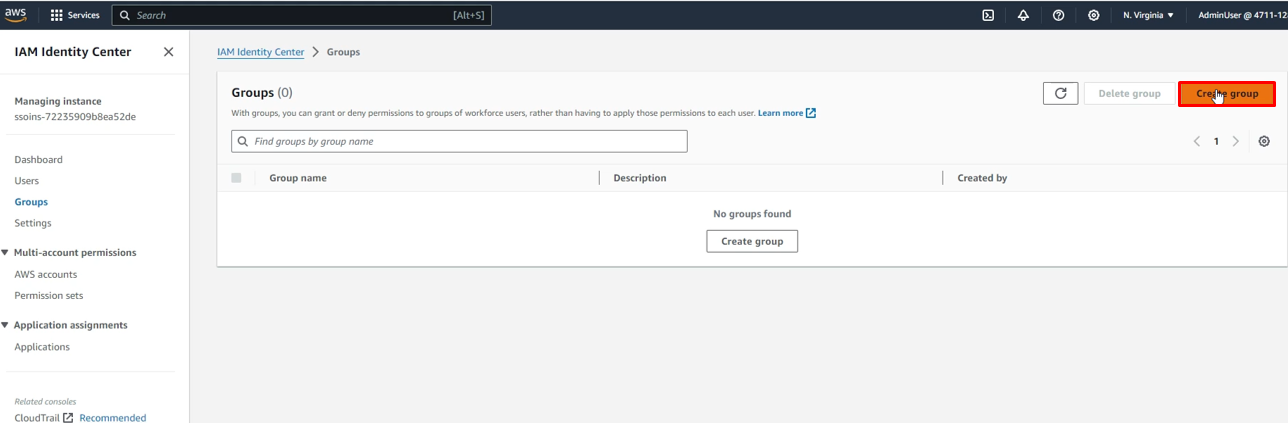 aws Services Search [Alt+S] N. Virginia ▼ AdminUser @ 4711-12
IAM Identity Center
IAM Identity Center > Groups
Managing instance
ssoins-72235909b8ea52de
Dashboard
Users
Groups
Settings
Multi-account permissions
AWS accounts
Permission sets
Application assignments
Applications
Related consoles
CloudTrail Recommended
Groups (0)
Delete group Create group
With groups, you can grant or deny permissions to groups of workforce users, rather than having to apply those permissions to each user. Learn more
Find groups by group name
1
Group name Description Created by
No groups found
Create group